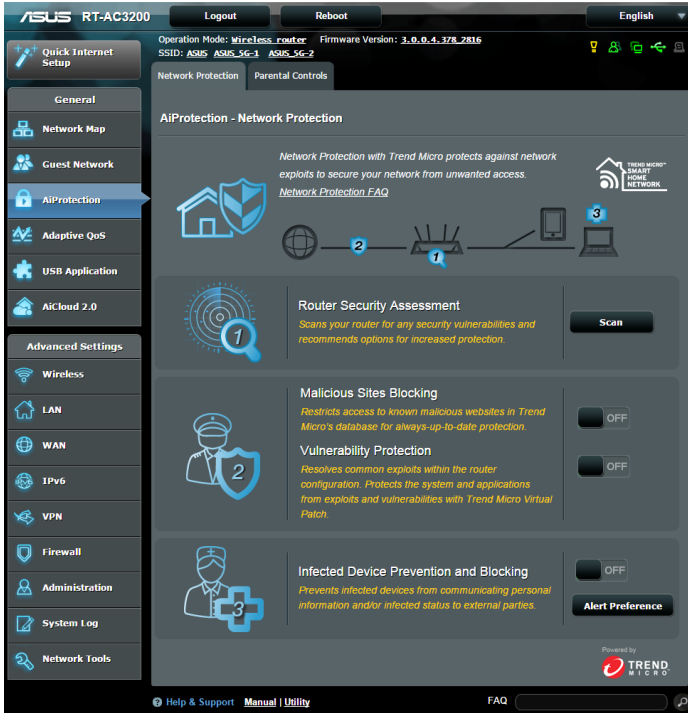 ASUS RT-AC3200 Logout Reboot English
Quick Internet Setup
Operation Mode: Wireless router Firmware Version: 3.0.0.4.378_2816
SSID: ASUS ASUS_5G-1 ASUS_5G-2
Network Protection Parental Controls
General
Network Map
Guest Network
AiProtection
Adaptive QoS
USB Application
AiCloud 2.0
Advanced Settings
Wireless
LAN
WAN
IPv6
VPN
Firewall
Administration
System Log
Network Tools
AiProtection - Network Protection
Network Protection with Trend Micro protects against network
exploits to secure your network from unwanted access.
Network Protection FAQ
TREND MICRO™
SMART
HOME
NETWORK
2
1
3
1
Router Security Assessment
Scans your router for any security vulnerabilities and
recommends options for increased protection.
Scan
2
Malicious Sites Blocking
Restricts access to known malicious websites in Trend
Micro's database for always-up-to-date protection.
OFF
Vulnerability Protection
Resolves common exploits within the router
configuration. Protects the system and applications
from exploits and vulnerabilities with Trend Micro Virtual
Patch.
OFF
3
Infected Device Prevention and Blocking
Prevents infected devices from communicating personal
information and/or infected status to external parties.
OFF
Alert Preference
Powered by
TREND
MICRO
Help & Support Manual | Utility FAQ